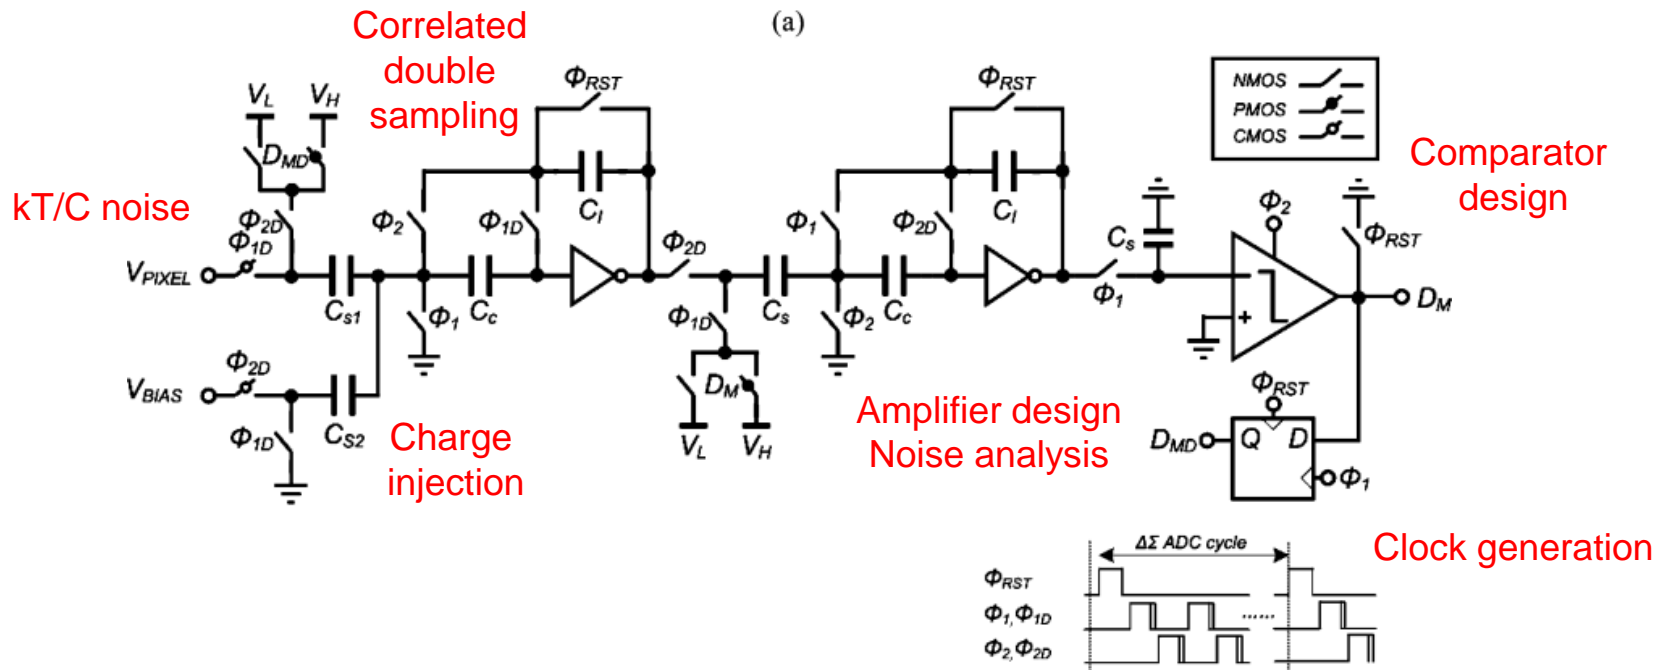 (a)
Correlated
double
sampling
kT/C noise
Charge
injection
Amplifier design
Noise analysis
Comparator
design
Clock generation
NMOS
PMOS
CMOS
V_L
V_H
D_MD
Φ_2D
Φ_1D
V_PIXEL
C_s1
Φ_2
Φ_1
C_c
Φ_1D
C_I
Φ_RST
V_BIAS
Φ_2D
Φ_1D
C_S2
Φ_2D
Φ_1D
D_M
V_L
V_H
C_s
Φ_1
Φ_2
C_c
Φ_2D
C_I
Φ_RST
Φ_1
C_s
Φ_2
+
Φ_RST
D_M
Φ_RST
D_MD
Q
D
Φ_1
ΔΣ ADC cycle
Φ_RST
Φ_1,Φ_1D
Φ_2,Φ_2D
......